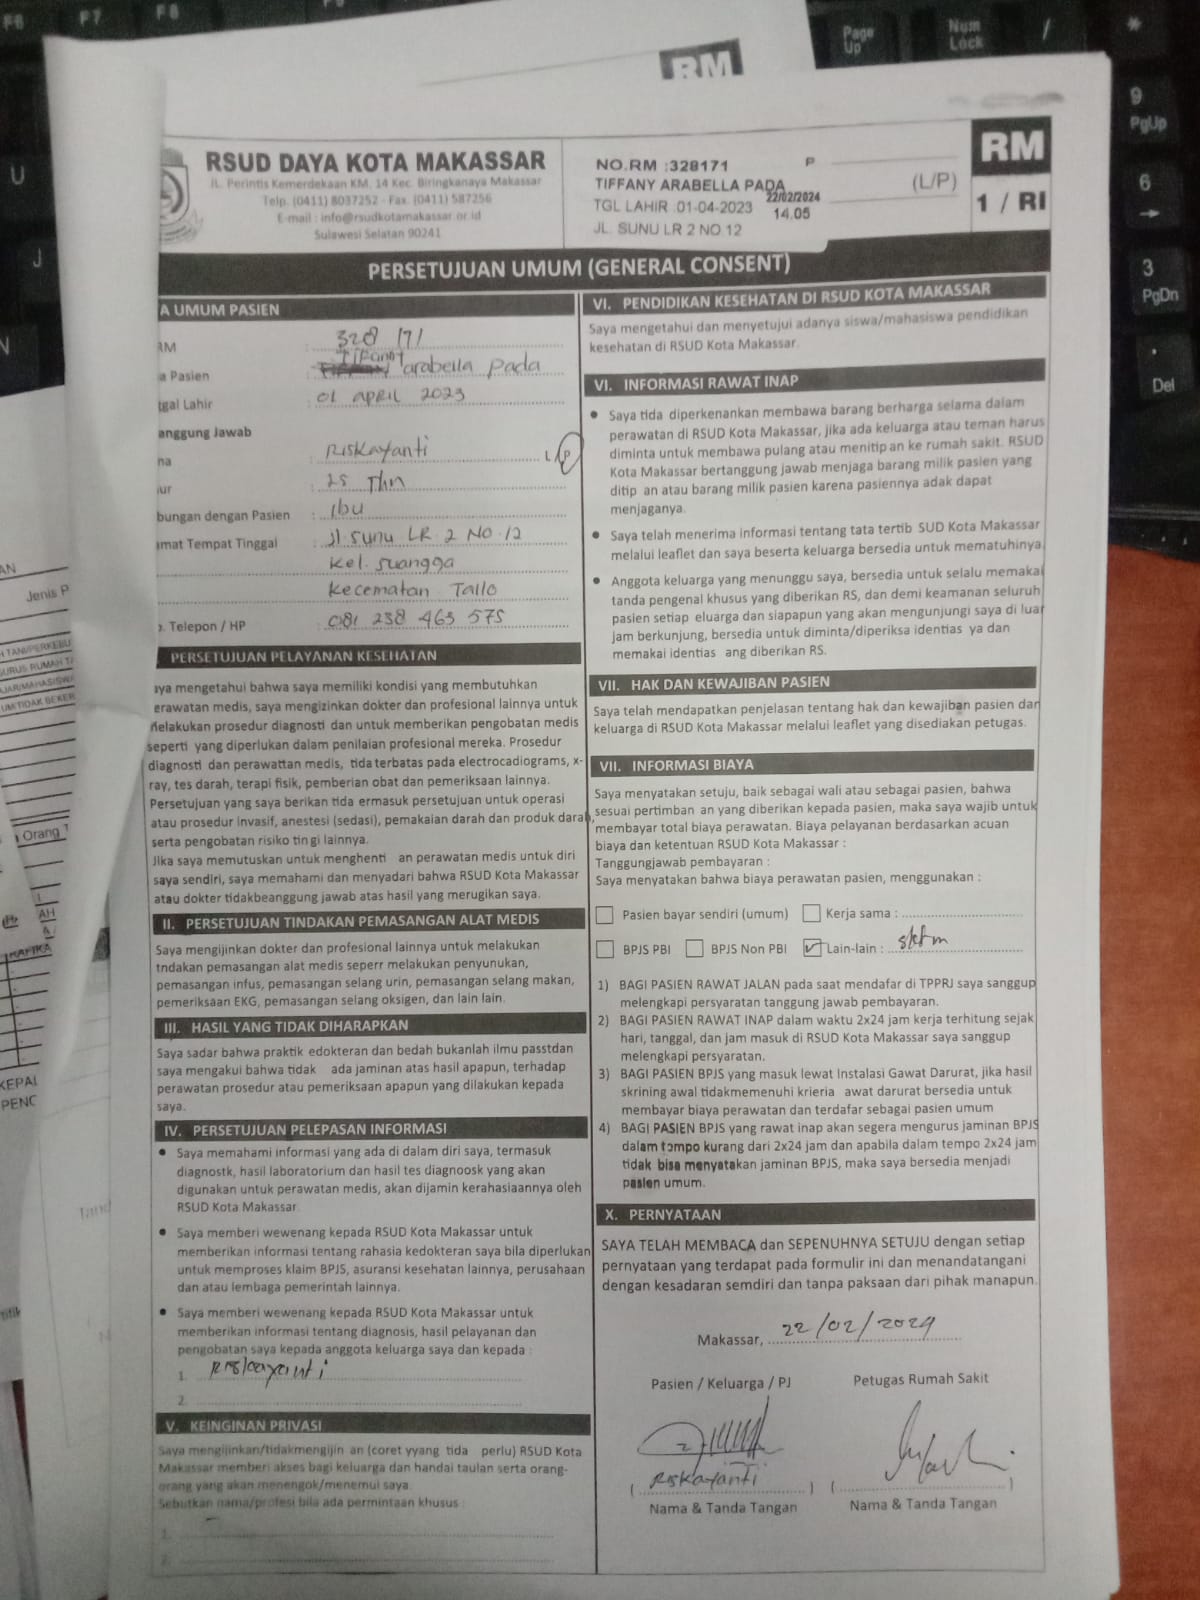 F6
F7
F8
Page Up
Num Lock
/
*
9
PgUp
6
3
PgDn
.
Del
U
J
N
RM
RSUD DAYA KOTA MAKASSAR
JL. Perintis Kemerdekaan KM. 14 Kec. Biringkanaya Makassar
Telp. (0411) 8037252 - Fax. (0411) 587256
E-mail : info@rsudkotamakassar.or.id
Sulawesi Selatan 90241
NO.RM :328171 P
TIFFANY ARABELLA PADA
22/02/2024
TGL LAHIR :01-04-2023 14.05
JL. SUNU LR 2 NO.12
(L/P)
RM
1 / RI
PERSETUJUAN UMUM (GENERAL CONSENT)
A UMUM PASIEN
RM : 328171
a Pasien : Tifanny arabella pada
ggal Lahir : 01 april 2023
anggung Jawab
na : Riskayanti L/P
ur : 25 Thn
bungan dengan Pasien : Ibu
amat Tempat Tinggal : Jl. Sunu LR. 2 NO.12
Kel. Suangga
Kecematan Tallo
. Telepon / HP : 081 238 463 575
PERSETUJUAN PELAYANAN KESEHATAN
aya mengetahui bahwa saya memiliki kondisi yang membutuhkan
erawatan medis, saya mengizinkan dokter dan profesional lainnya untuk
melakukan prosedur diagnosti dan untuk memberikan pengobatan medis
seperti yang diperlukan dalam penilaian profesional mereka. Prosedur
diagnosti dan perawattan medis, tida terbatas pada electrocadiograms, x-
ray, tes darah, terapi fisik, pemberian obat dan pemeriksaan lainnya.
Persetujuan yang saya berikan tida ermasuk persetujuan untuk operasi
atau prosedur invasif, anestesi (sedasi), pemakaian darah dan produk darah,
serta pengobatan risiko tin gi lainnya.
Jika saya memutuskan untuk menghenti an perawatan medis untuk diri
saya sendiri, saya memahami dan menyadari bahwa RSUD Kota Makassar
atau dokter tidakbeanggung jawab atas hasil yang merugikan saya.
II. PERSETUJUAN TINDAKAN PEMASANGAN ALAT MEDIS
Saya mengijinkan dokter dan profesional lainnya untuk melakukan
tndakan pemasangan alat medis seperr melakukan penyunukan,
pemasangan infus, pemasangan selang urin, pemasangan selang makan,
pemeriksaan EKG, pemasangan selang oksigen, dan lain lain.
III. HASIL YANG TIDAK DIHARAPKAN
Saya sadar bahwa praktik edokteran dan bedah bukanlah ilmu passtdan
saya mengakui bahwa tidak ada jaminan atas hasil apapun, terhadap
perawatan prosedur atau pemeriksaan apapun yang dilakukan kepada
saya.
IV. PERSETUJUAN PELEPASAN INFORMASI
• Saya memahami informasi yang ada di dalam diri saya, termasuk
diagnostk, hasil laboratorium dan hasil tes diagnoosk yang akan
digunakan untuk perawatan medis, akan dijamin kerahasiaannya oleh
RSUD Kota Makassar.
• Saya memberi wewenang kepada RSUD Kota Makassar untuk
memberikan informasi tentang rahasia kedokteran saya bila diperlukan
untuk memproses klaim BPJS, asuransi kesehatan lainnya, perusahaan
dan atau lembaga pemerintah lainnya.
• Saya memberi wewenang kepada RSUD Kota Makassar untuk
memberikan informasi tentang diagnosis, hasil pelayanan dan
pengobatan saya kepada anggota keluarga saya dan kepada :
1. Riskayanti
2.
V. KEINGINAN PRIVASI
Saya mengijinkan/tidakmengijin an (coret yyang tida perlu) RSUD Kota
Makassar memberi akses bagi keluarga dan handai taulan serta orang-
orang yang akan menengok/menemui saya.
Sebutkan nama/profesi bila ada permintaan khusus :
1.
2.
VI. PENDIDIKAN KESEHATAN DI RSUD KOTA MAKASSAR
Saya mengetahui dan menyetujui adanya siswa/mahasiswa pendidikan
kesehatan di RSUD Kota Makassar.
VI. INFORMASI RAWAT INAP
• Saya tida diperkenankan membawa barang berharga selama dalam
perawatan di RSUD Kota Makassar, jika ada keluarga atau teman harus
diminta untuk membawa pulang atau menitip an ke rumah sakit. RSUD
Kota Makassar bertanggung jawab menjaga barang milik pasien yang
ditip an atau barang milik pasien karena pasiennya adak dapat
menjaganya.
• Saya telah menerima informasi tentang tata tertib SUD Kota Makassar
melalui leaflet dan saya beserta keluarga bersedia untuk mematuhinya.
• Anggota keluarga yang menunggu saya, bersedia untuk selalu memakai
tanda pengenal khusus yang diberikan RS, dan demi keamanan seluruh
pasien setiap eluarga dan siapapun yang akan mengunjungi saya di luar
jam berkunjung, bersedia untuk diminta/diperiksa identias ya dan
memakai identias ang diberikan RS.
VII. HAK DAN KEWAJIBAN PASIEN
Saya telah mendapatkan penjelasan tentang hak dan kewajiban pasien dan
keluarga di RSUD Kota Makassar melalui leaflet yang disediakan petugas.
VII. INFORMASI BIAYA
Saya menyatakan setuju, baik sebagai wali atau sebagai pasien, bahwa
sesuai pertimban an yang diberikan kepada pasien, maka saya wajib untuk
membayar total biaya perawatan. Biaya pelayanan berdasarkan acuan
biaya dan ketentuan RSUD Kota Makassar :
Tanggungjawab pembayaran :
Saya menyatakan bahwa biaya perawatan pasien, menggunakan :
Pasien bayar sendiri (umum) Kerja sama :
BPJS PBI BPJS Non PBI Lain-lain : sktm
1) BAGI PASIEN RAWAT JALAN pada saat mendafar di TPPRJ saya sanggup
melengkapi persyaratan tanggung jawab pembayaran.
2) BAGI PASIEN RAWAT INAP dalam waktu 2x24 jam kerja terhitung sejak
hari, tanggal, dan jam masuk di RSUD Kota Makassar saya sanggup
melengkapi persyaratan.
3) BAGI PASIEN BPJS yang masuk lewat Instalasi Gawat Darurat, jika hasil
skrining awal tidakmemenuhi krieria awat darurat bersedia untuk
membayar biaya perawatan dan terdafar sebagai pasien umum
4) BAGI PASIEN BPJS yang rawat inap akan segera mengurus jaminan BPJS
dalam tempo kurang dari 2x24 jam dan apabila dalam tempo 2x24 jam
tidak bisa menyatakan jaminan BPJS, maka saya bersedia menjadi
pasien umum.
X. PERNYATAAN
SAYA TELAH MEMBACA dan SEPENUHNYA SETUJU dengan setiap
pernyataan yang terdapat pada formulir ini dan menandatangani
dengan kesadaran semdiri dan tanpa paksaan dari pihak manapun.
Makassar, 22/02/2024
Pasien / Keluarga / PJ Petugas Rumah Sakit
( Riskayanti ) ( )
Nama & Tanda Tangan Nama & Tanda Tangan
Jenis P
Orang T
KEPAL
PENG